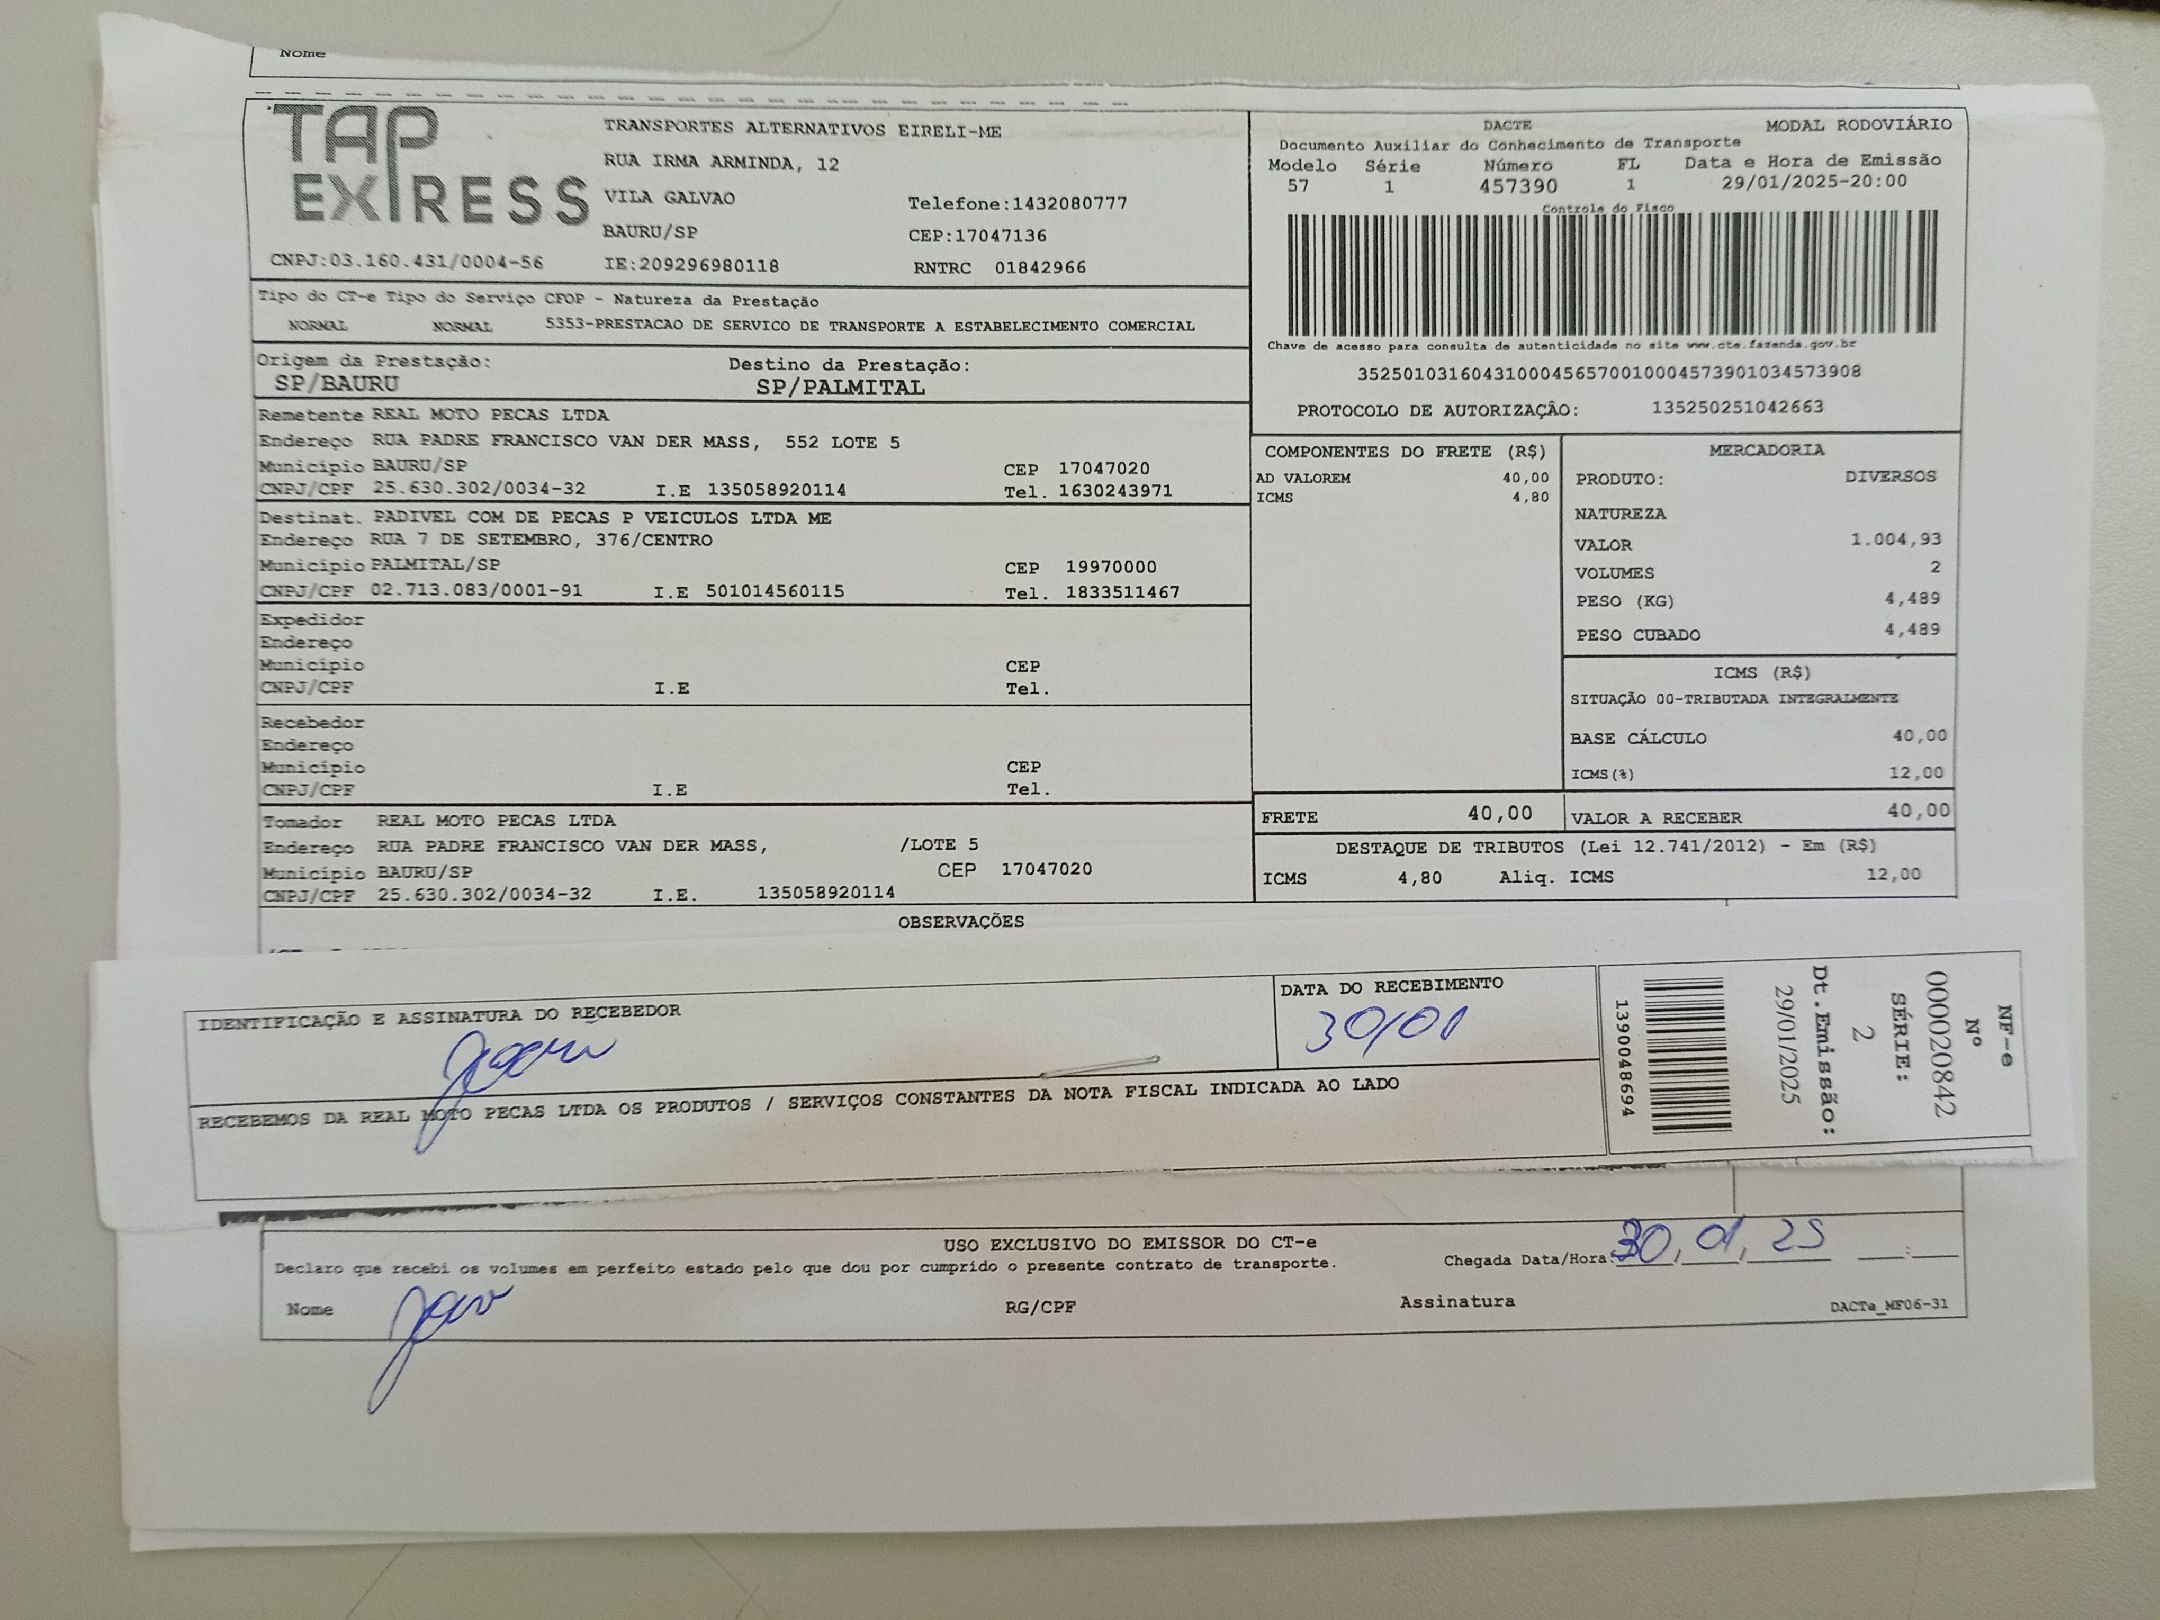 Nome
TAP
EXPRESS
TRANSPORTES ALTERNATIVOS EIRELI-ME
RUA IRMA ARMINDA, 12
VILA GALVAO Telefone:1432080777
BAURU/SP CEP:17047136
CNPJ:03.160.431/0004-56 IE:209296980118 RNTRC 01842966
DACTE MODAL RODOVIÁRIO
Documento Auxiliar do Conhecimento de Transporte
Modelo Série Número FL Data e Hora de Emissão
57 1 457390 1 29/01/2025-20:00
Controle do Fisco
Chave de acesso para consulta de autenticidade no site www.cte.fazenda.gov.br
35250103160431000456570010004573901034573908
PROTOCOLO DE AUTORIZAÇÂO: 135250251042663
Tipo do CT-e Tipo do Serviço CFOP - Natureza da Prestação
NORMAL NORMAL 5353-PRESTACAO DE SERVICO DE TRANSPORTE A ESTABELECIMENTO COMERCIAL
Origem da Prestação: Destino da Prestação:
SP/BAURU SP/PALMITAL
Remetente REAL MOTO PECAS LTDA
Endereço RUA PADRE FRANCISCO VAN DER MASS, 552 LOTE 5
Município BAURU/SP CEP 17047020
CNPJ/CPF 25.630.302/0034-32 I.E 135058920114 Tel. 1630243971
Destinat. PADIVEL COM DE PECAS P VEICULOS LTDA ME
Endereço RUA 7 DE SETEMBRO, 376/CENTRO
Município PALMITAL/SP CEP 19970000
CNPJ/CPF 02.713.083/0001-91 I.E 501014560115 Tel. 1833511467
Expedidor
Endereço
Município CEP
CNPJ/CPF I.E Tel.
Recebedor
Endereço
Município CEP
CNPJ/CPF I.E Tel.
Tomador REAL MOTO PECAS LTDA
Endereço RUA PADRE FRANCISCO VAN DER MASS, /LOTE 5
Município BAURU/SP CEP 17047020
CNPJ/CPF 25.630.302/0034-32 I.E. 135058920114
COMPONENTES DO FRETE (R$)
AD VALOREM 40,00
ICMS 4,80
MERCADORIA
PRODUTO: DIVERSOS
NATUREZA
VALOR 1.004,93
VOLUMES 2
PESO (KG) 4,489
PESO CUBADO 4,489
ICMS (R$)
SITUAÇÃO 00-TRIBUTADA INTEGRALMENTE
BASE CÁLCULO 40,00
ICMS(%) 12,00
FRETE 40,00 VALOR A RECEBER 40,00
DESTAQUE DE TRIBUTOS (Lei 12.741/2012) - Em (R$)
ICMS 4,80 Aliq. ICMS 12,00
OBSERVAÇÕES
IDENTIFICAÇÃO E ASSINATURA DO RECEBEDOR
DATA DO RECEBIMENTO
30/01
RECEBEMOS DA REAL MOTO PECAS LTDA OS PRODUTOS / SERVIÇOS CONSTANTES DA NOTA FISCAL INDICADA AO LADO
NF-e
Nº
000020842
SÉRIE:
2
Dt.Emissão:
29/01/2025
1390048694
USO EXCLUSIVO DO EMISSOR DO CT-e
Declaro que recebi os volumes em perfeito estado pelo que dou por cumprido o presente contrato de transporte.
Chegada Data/Hora: 30/01/25 __:__
Nome RG/CPF Assinatura DACTe_MF06-31